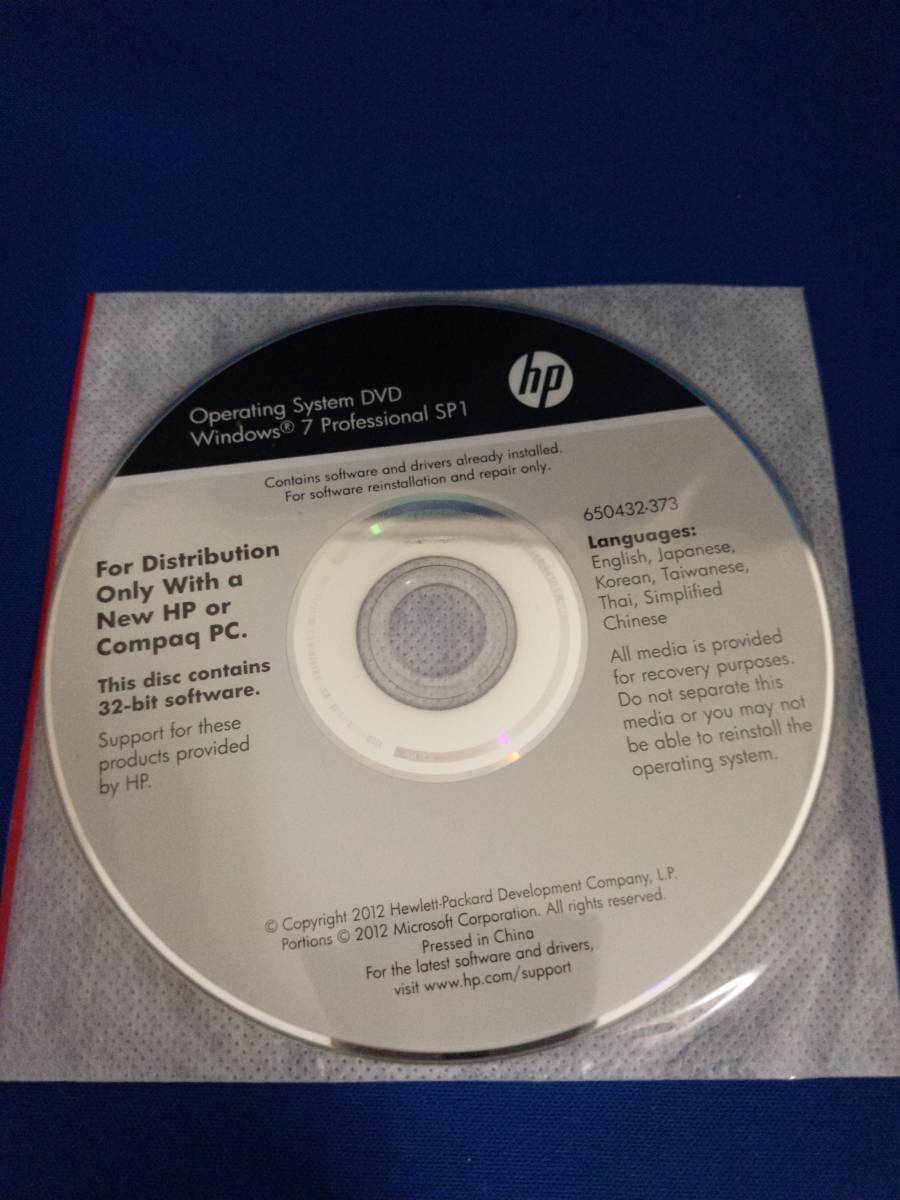 hp
Operating System DVD
Windows® 7 Professional SP1
Contains software and drivers already installed.
For software reinstallation and repair only.
For Distribution
Only With a
New HP or
Compaq PC.
This disc contains
32-bit software.
Support for these
products provided
by HP.
650432-373
Languages:
English, Japanese,
Korean, Taiwanese,
Thai, Simplified
Chinese
All media is provided
for recovery purposes.
Do not separate this
media or you may not
be able to reinstall the
operating system.
© Copyright 2012 Hewlett-Packard Development Company, L.P.
Portions © 2012 Microsoft Corporation. All rights reserved.
Pressed in China
For the latest software and drivers,
visit www.hp.com/support